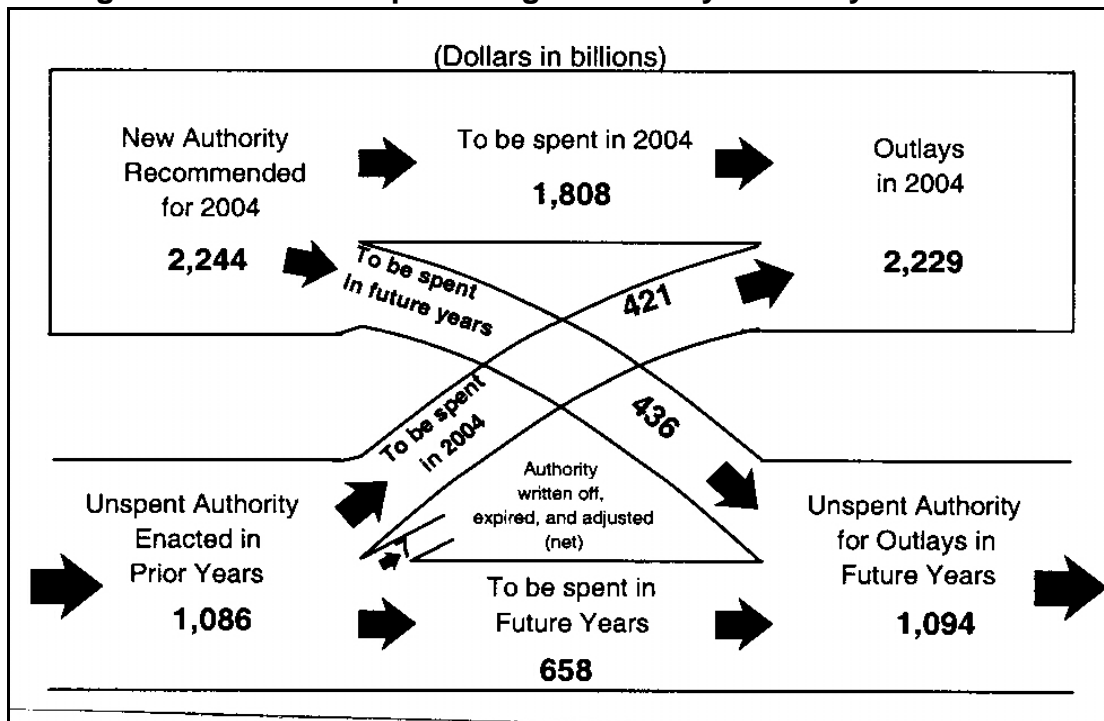 (Dollars in billions)
New Authority
Recommended
for 2004
2,244
To be spent in 2004
1,808
Outlays
in 2004
2,229
To be spent
In future years
421
To be spent
in 2004
436
Authority
written off,
expired, and adjusted
(net)
Unspent Authority
Enacted in
Prior Years
1,086
To be spent in
Future Years
658
Unspent Authority
for Outlays in
Future Years
1,094